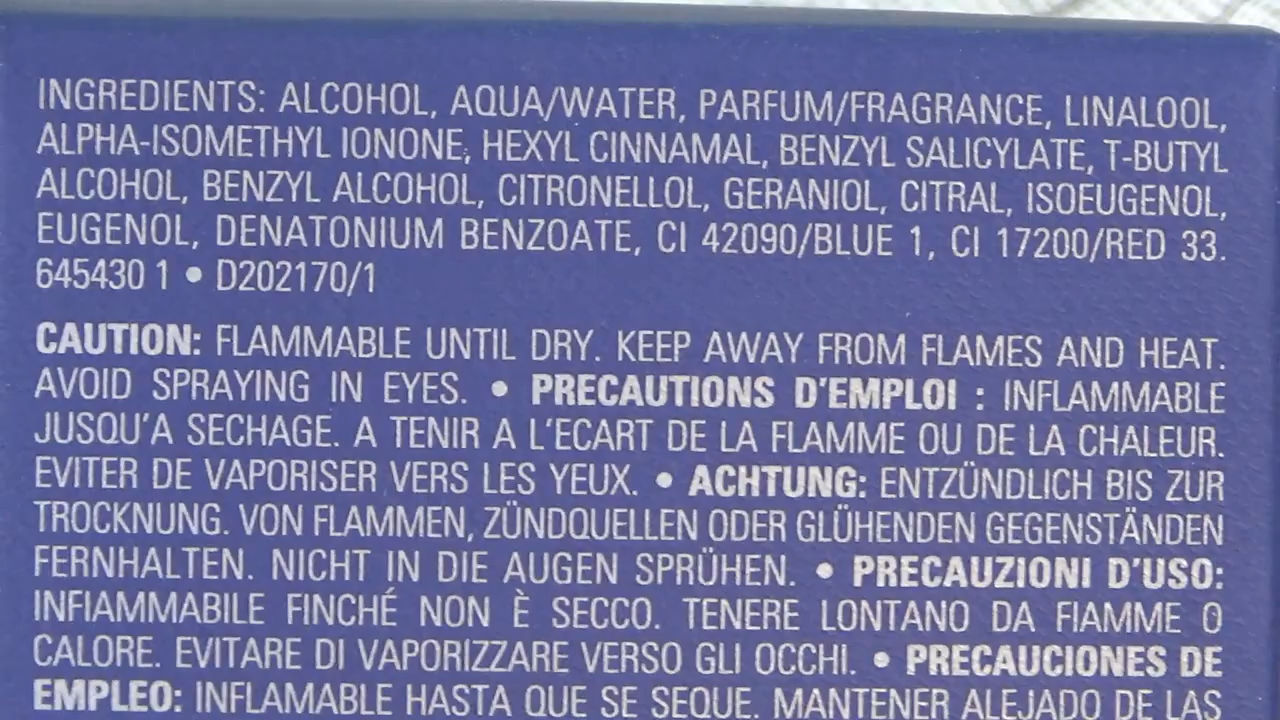 INGREDIENTS: ALCOHOL, AQUA/WATER, PARFUM/FRAGRANCE, LINALOOL,
ALPHA-ISOMETHYL IONONE, HEXYL CINNAMAL, BENZYL SALICYLATE, T-BUTYL
ALCOHOL, BENZYL ALCOHOL, CITRONELLOL, GERANIOL, CITRAL, ISOEUGENOL,
EUGENOL, DENATONIUM BENZOATE, CI 42090/BLUE 1, CI 17200/RED 33.
645430 1 • D202170/1
CAUTION: FLAMMABLE UNTIL DRY. KEEP AWAY FROM FLAMES AND HEAT.
AVOID SPRAYING IN EYES. • PRECAUTIONS D'EMPLOI : INFLAMMABLE
JUSQU'A SECHAGE. A TENIR A L'ECART DE LA FLAMME OU DE LA CHALEUR.
EVITER DE VAPORISER VERS LES YEUX. • ACHTUNG: ENTZÜNDLICH BIS ZUR
TROCKNUNG. VON FLAMMEN, ZÜNDQUELLEN ODER GLÜHENDEN GEGENSTÄNDEN
FERNHALTEN. NICHT IN DIE AUGEN SPRÜHEN. • PRECAUZIONI D'USO:
INFIAMMABILE FINCHÉ NON È SECCO. TENERE LONTANO DA FIAMME O
CALORE. EVITARE DI VAPORIZZARE VERSO GLI OCCHI. • PRECAUCIONES DE
EMPLEO: INFLAMABLE HASTA QUE SE SEQUE. MANTENER ALEJADO DE LAS